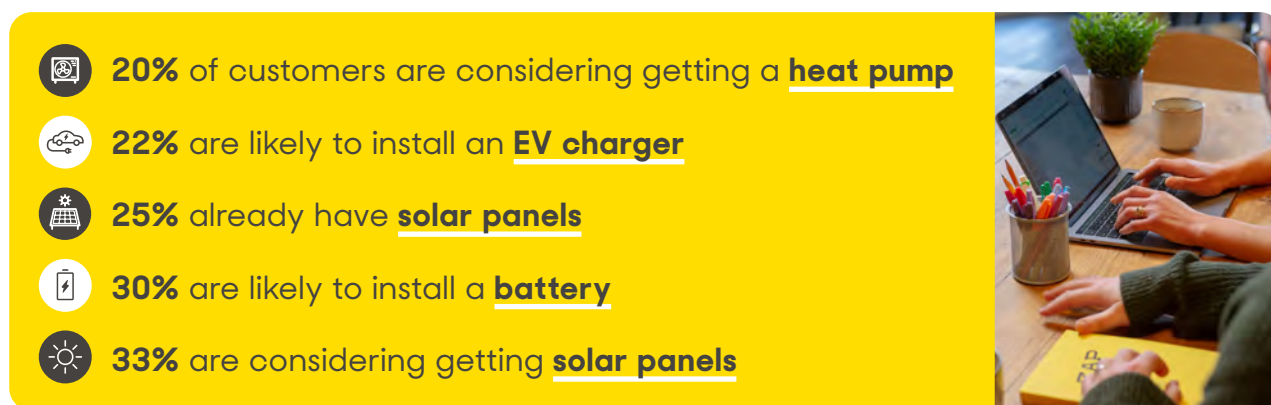 20% of customers are considering getting a heat pump
22% are likely to install an EV charger
25% already have solar panels
30% are likely to install a battery
33% are considering getting solar panels
ZAP